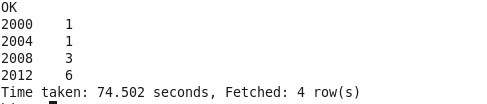 OK
2000    1
2004    1
2008    3
2012    6
Time taken: 74.502 seconds, Fetched: 4 row(s)